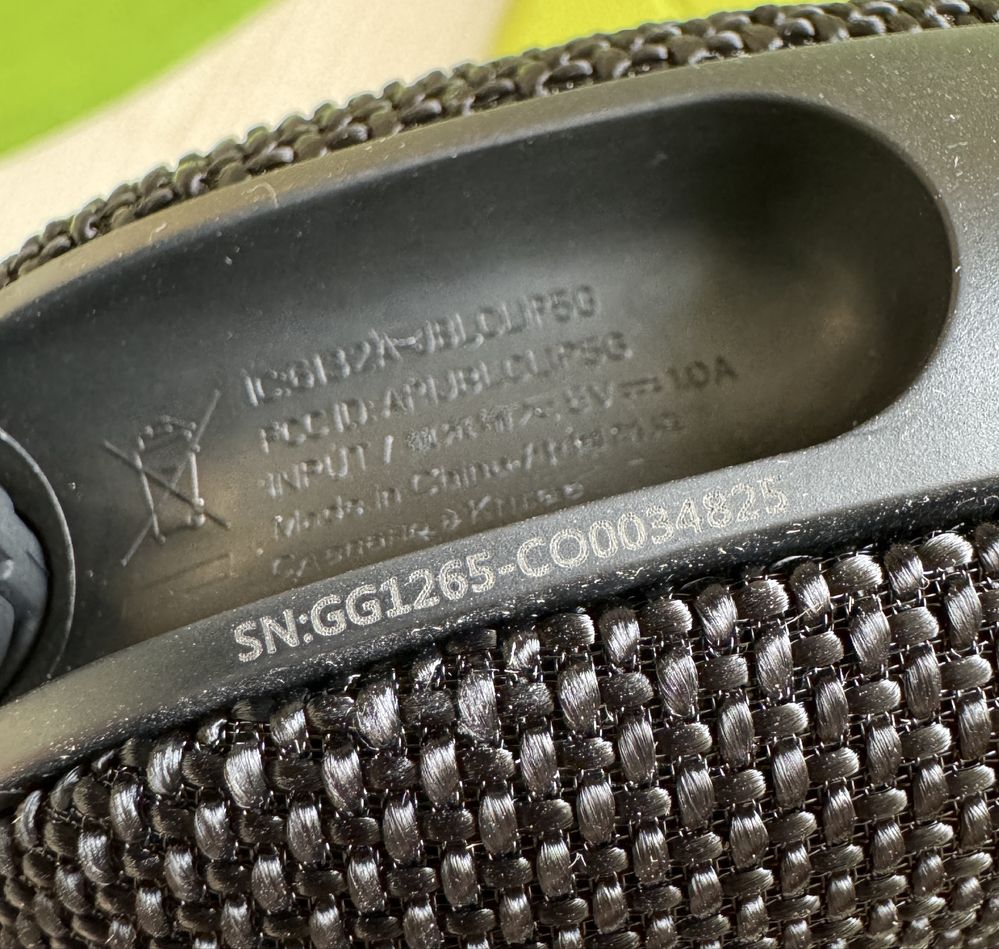 IC:6132A-JBLCLIP5G
FCC ID: APIJBLCLIP5G
INPUT / 5V⎓1.0A
Made in China/
SN:GG1265-CO0034825